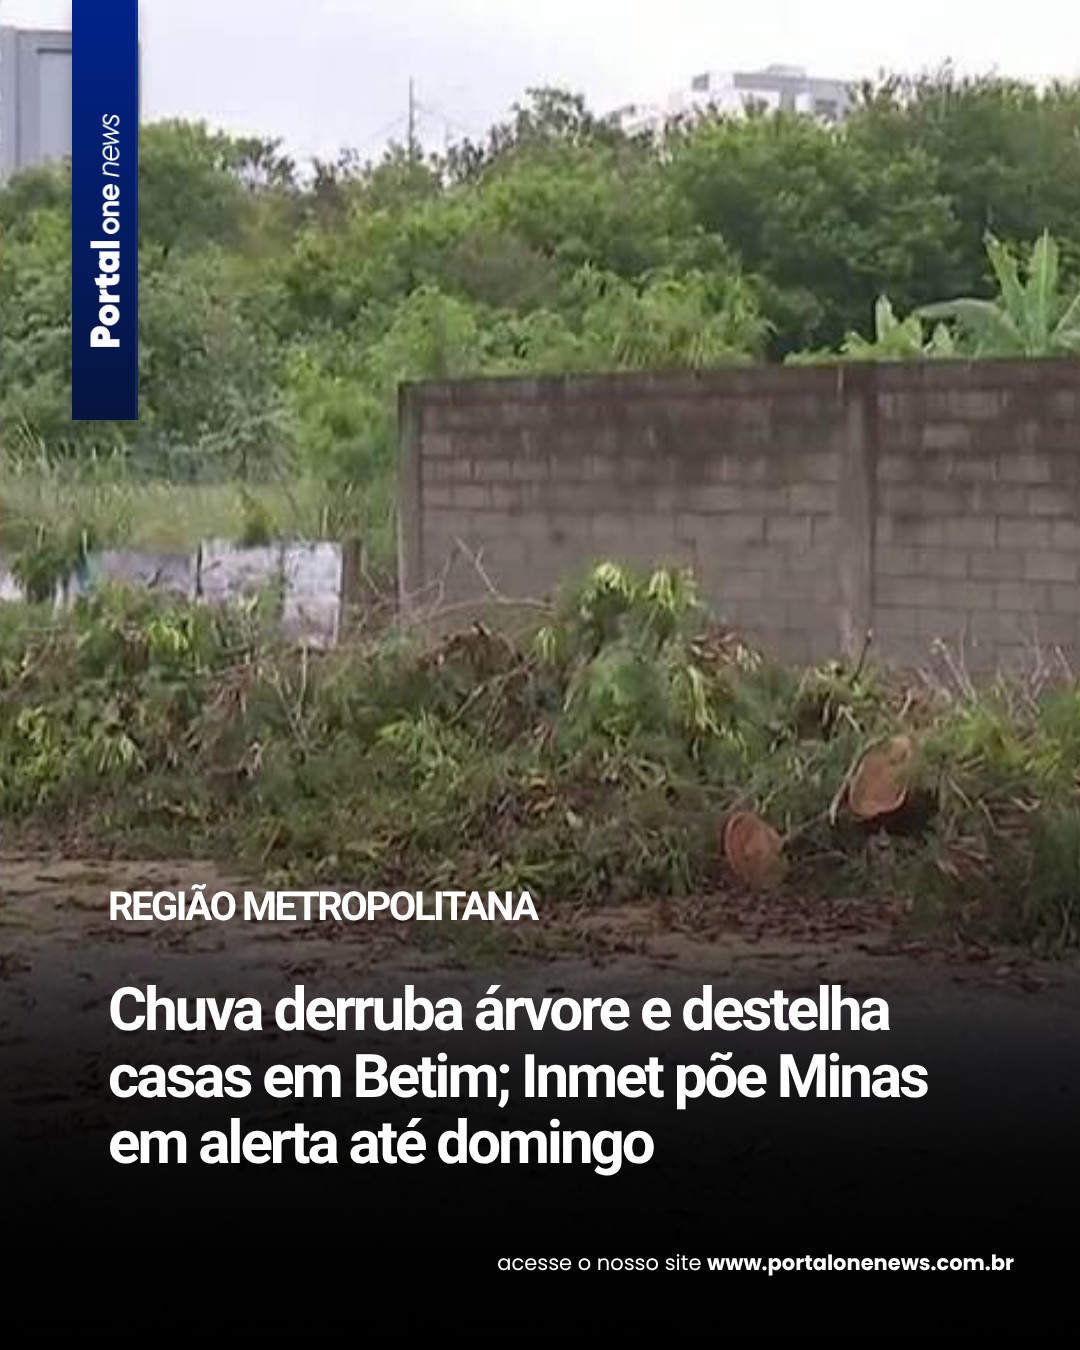 Portal one news
REGIÃO METROPOLITANA
Chuva derruba árvore e destelha
casas em Betim; Inmet põe Minas
em alerta até domingo
acesse o nosso site www.portalonenews.com.br